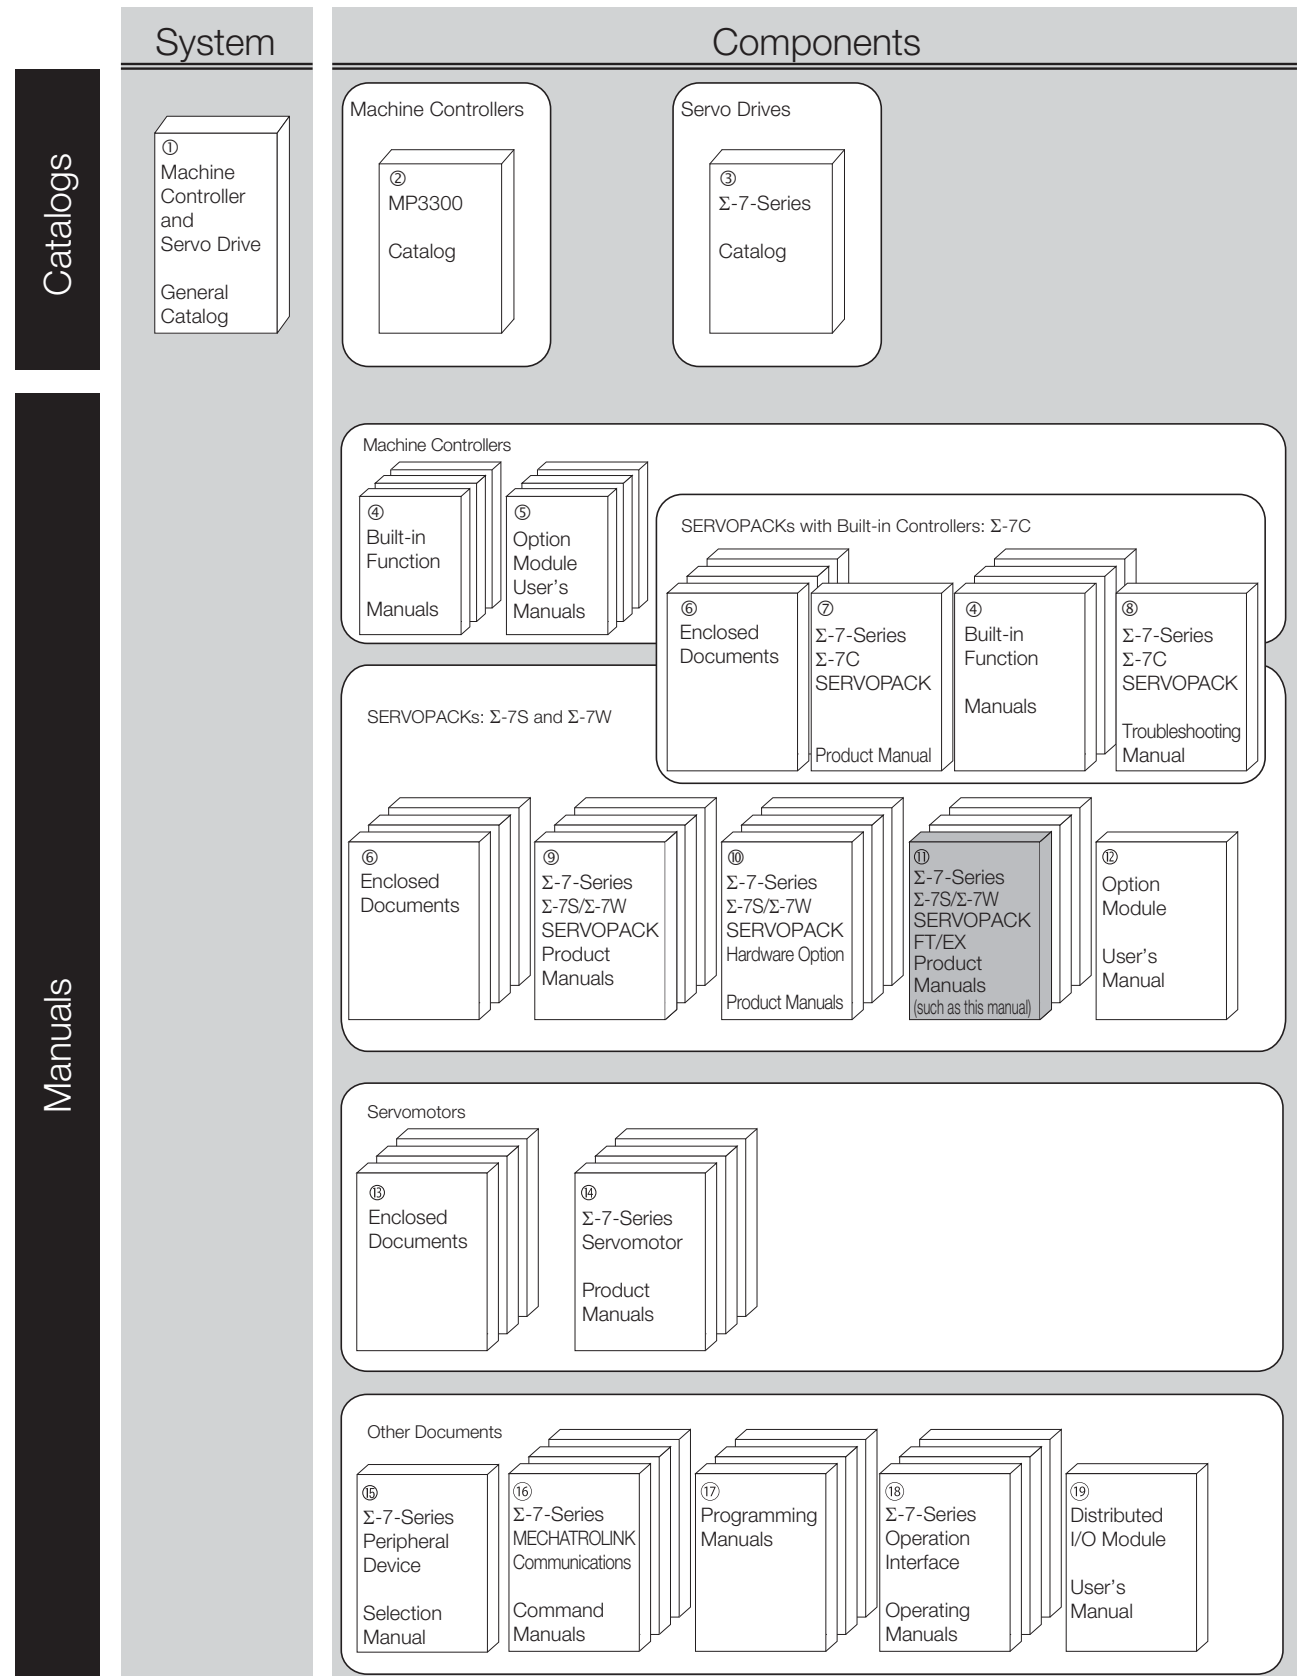 System
Components
Catalogs
①
Machine
Controller
and
Servo Drive
General
Catalog
Machine Controllers
②
MP3300
Catalog
Servo Drives
③
Σ-7-Series
Catalog
Manuals
Machine Controllers
④
Built-in
Function
Manuals
⑤
Option
Module
User's
Manuals
SERVOPACKs with Built-in Controllers: Σ-7C
⑥
Enclosed
Documents
⑦
Σ-7-Series
Σ-7C
SERVOPACK
Product Manual
④
Built-in
Function
Manuals
⑧
Σ-7-Series
Σ-7C
SERVOPACK
Troubleshooting
Manual
SERVOPACKs: Σ-7S and Σ-7W
⑥
Enclosed
Documents
⑨
Σ-7-Series
Σ-7S/Σ-7W
SERVOPACK
Product
Manuals
⑩
Σ-7-Series
Σ-7S/Σ-7W
SERVOPACK
Hardware Option
Product Manuals
⑪
Σ-7-Series
Σ-7S/Σ-7W
SERVOPACK
FT/EX
Product
Manuals
(such as this manual)
⑫
Option
Module
User's
Manual
Servomotors
⑬
Enclosed
Documents
⑭
Σ-7-Series
Servomotor
Product
Manuals
Other Documents
⑮
Σ-7-Series
Peripheral
Device
Selection
Manual
⑯
Σ-7-Series
MECHATROLINK
Communications
Command
Manuals
⑰
Programming
Manuals
⑱
Σ-7-Series
Operation
Interface
Operating
Manuals
⑲
Distributed
I/O Module
User's
Manual